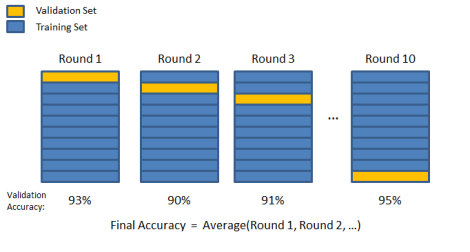 Validation Set
Training Set
Round 1 Round 2 Round 3 Round 10
...
Validation
Accuracy: 93% 90% 91% 95%
Final Accuracy = Average(Round 1, Round 2, ...)